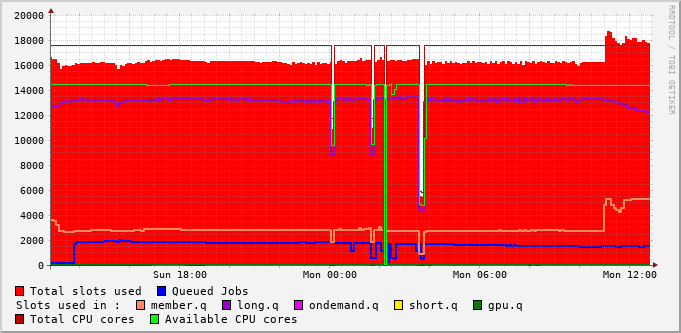 20000
18000
16000
14000
12000
10000
8000
6000
4000
2000
0
Sun 18:00 Mon 00:00 Mon 06:00 Mon 12:00
Total slots used Queued Jobs
Slots used in : member.q long.q ondemand.q short.q gpu.q
Total CPU cores Available CPU cores
RRDTOOL / TOBI OETIKER